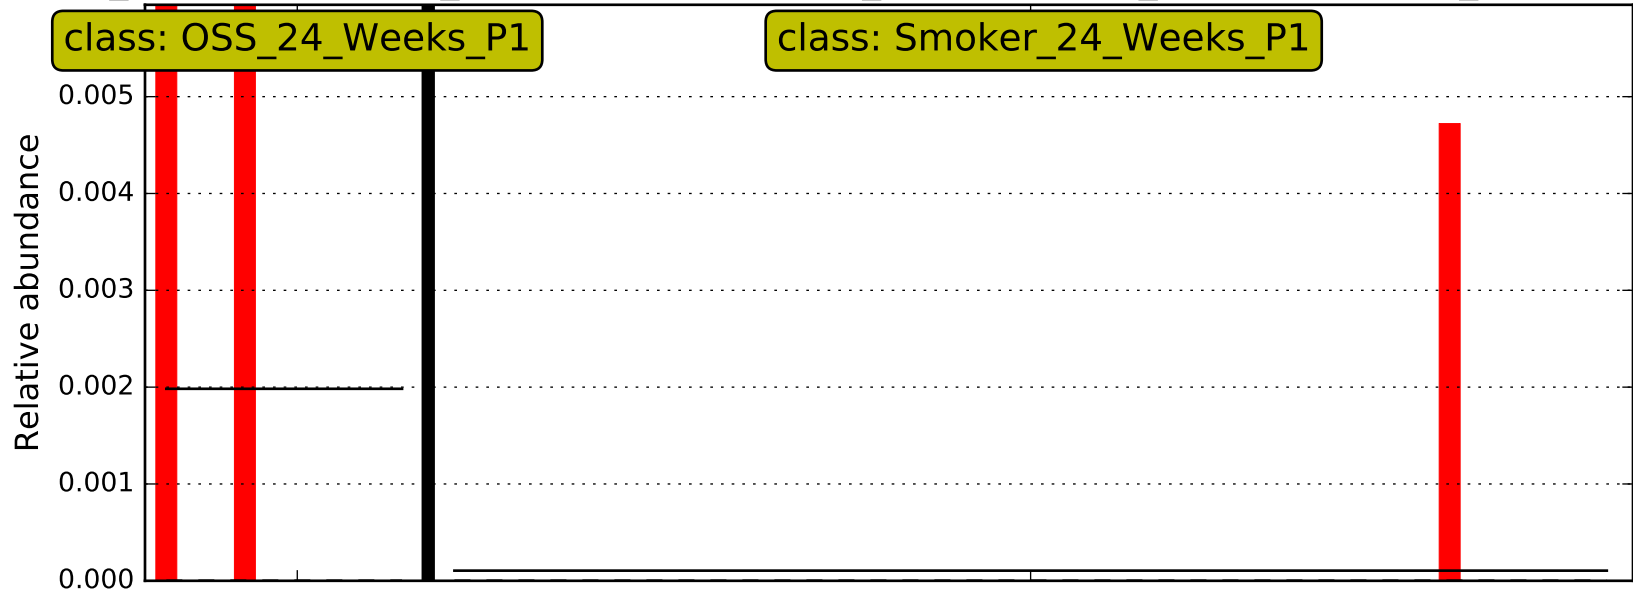 class: OSS_24_Weeks_P1
class: Smoker_24_Weeks_P1
0.005
0.004
0.003
0.002
0.001
0.000
Relative abundance